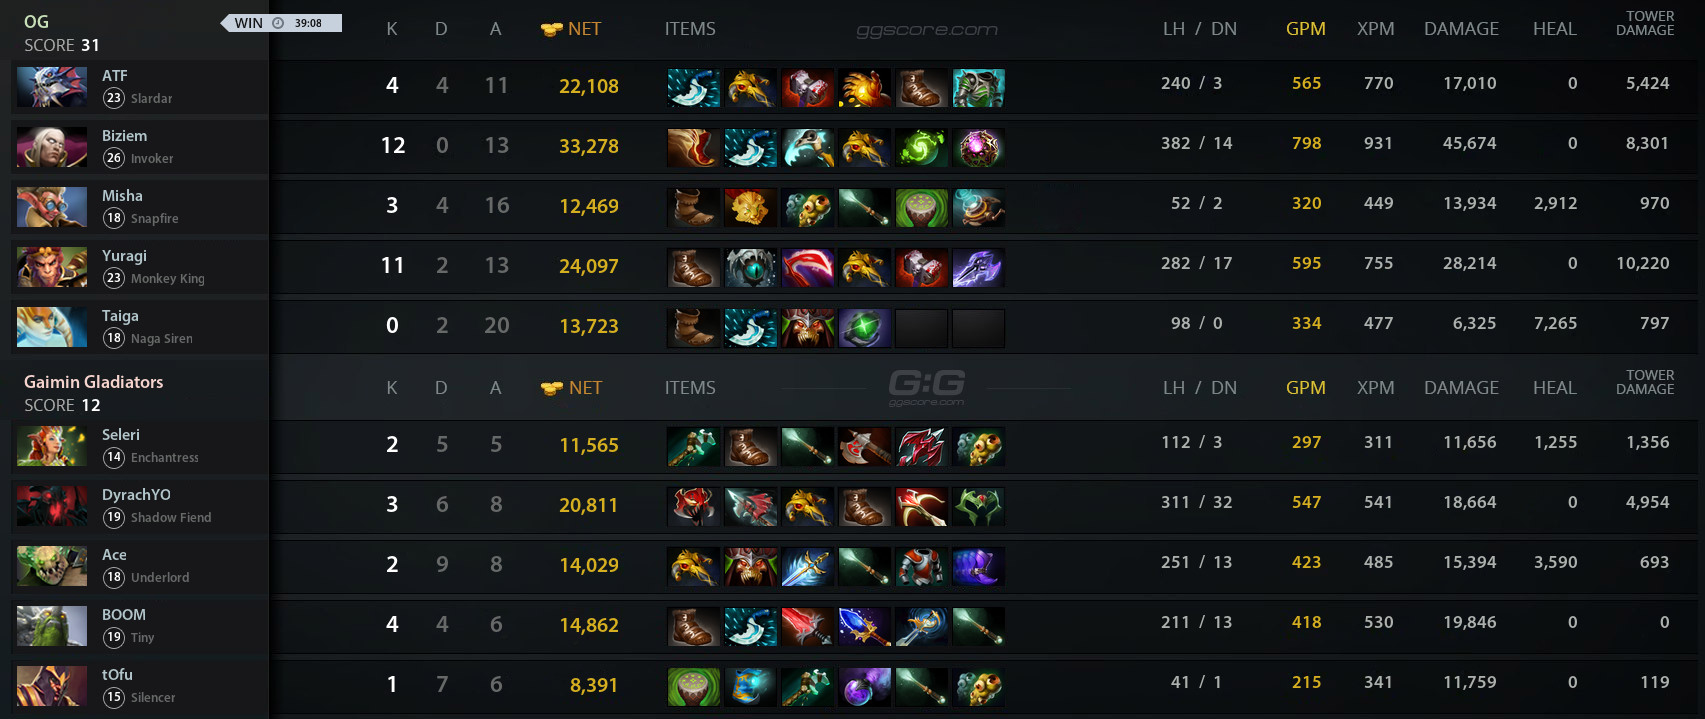 OG WIN 39:08
SCORE 31
K D A NET ITEMS ggscore.com LH / DN GPM XPM DAMAGE HEAL TOWER DAMAGE
ATF
23 Slardar 4 4 11 22,108 240 / 3 565 770 17,010 0 5,424
Biziem
26 Invoker 12 0 13 33,278 382 / 14 798 931 45,674 0 8,301
Misha
18 Snapfire 3 4 16 12,469 52 / 2 320 449 13,934 2,912 970
Yuragi
23 Monkey King 11 2 13 24,097 282 / 17 595 755 28,214 0 10,220
Taiga
18 Naga Siren 0 2 20 13,723 98 / 0 334 477 6,325 7,265 797
Gaimin Gladiators
SCORE 12
K D A NET ITEMS G:G ggscore.com LH / DN GPM XPM DAMAGE HEAL TOWER DAMAGE
Seleri
14 Enchantress 2 5 5 11,565 112 / 3 297 311 11,656 1,255 1,356
DyrachYO
19 Shadow Fiend 3 6 8 20,811 311 / 32 547 541 18,664 0 4,954
Ace
18 Underlord 2 9 8 14,029 251 / 13 423 485 15,394 3,590 693
BOOM
19 Tiny 4 4 6 14,862 211 / 13 418 530 19,846 0 0
tOfu
15 Silencer 1 7 6 8,391 41 / 1 215 341 11,759 0 119